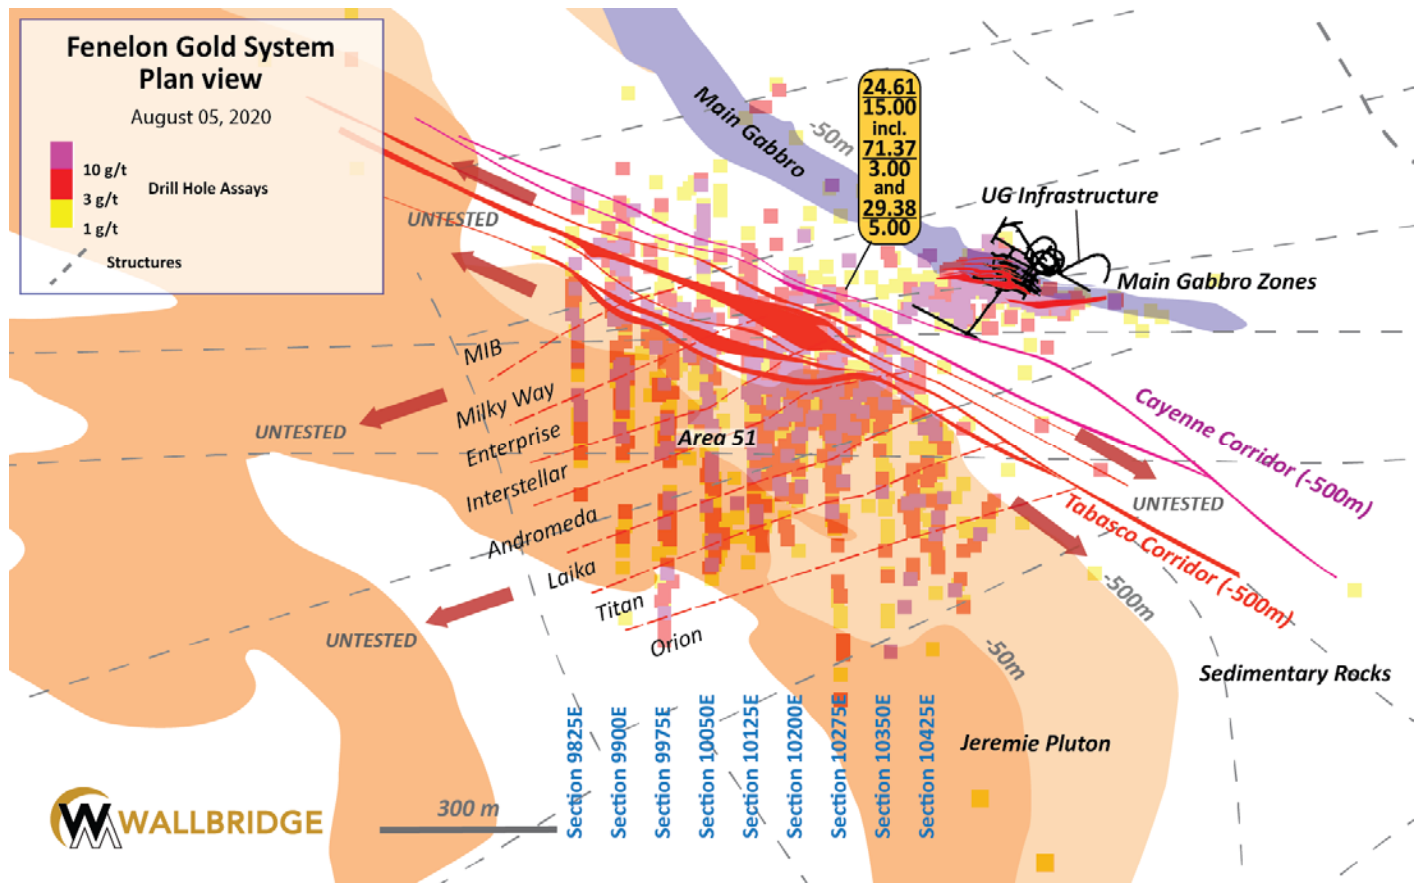 Fenelon Gold System
Plan view
August 05, 2020
10 g/t
3 g/t
1 g/t
Drill Hole Assays
Structures
24.61
15.00
incl.
71.37
3.00
and
29.38
5.00
Main Gabbro
-50m
UG Infrastructure
Main Gabbro Zones
UNTESTED
MIB
Milky Way
Enterprise
Interstellar
Andromeda
Laika
Titan
Orion
UNTESTED
UNTESTED
Area 51
Cayenne Corridor (-500m)
UNTESTED
Tabasco Corridor (-500m)
-500m
-50m
Sedimentary Rocks
Jeremie Pluton
Section 9825E
Section 9900E
Section 9975E
Section 10050E
Section 10125E
Section 10200E
Section 10275E
Section 10350E
Section 10425E
300 m
WALLBRIDGE